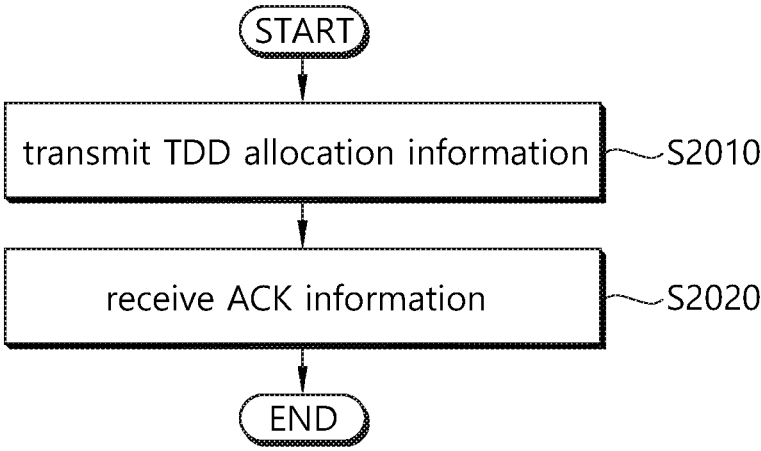 START
transmit TDD allocation information
S2010
receive ACK information
S2020
END